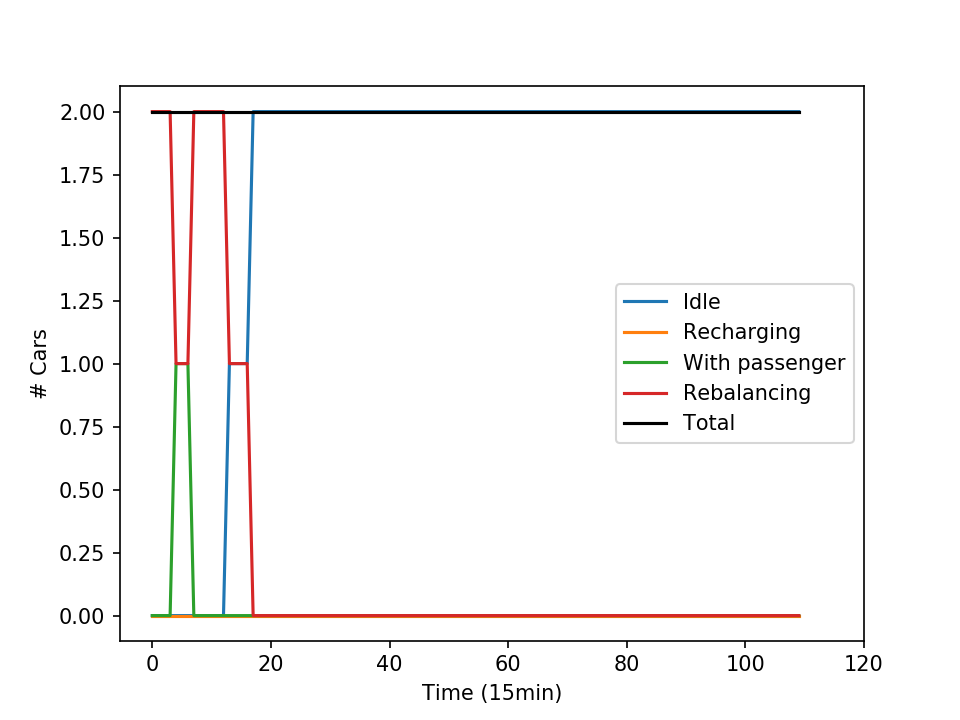 2.00
1.75
1.50
1.25
1.00
0.75
0.50
0.25
0.00
# Cars
Idle
Recharging
With passenger
Rebalancing
Total
0 20 40 60 80 100 120
Time (15min)